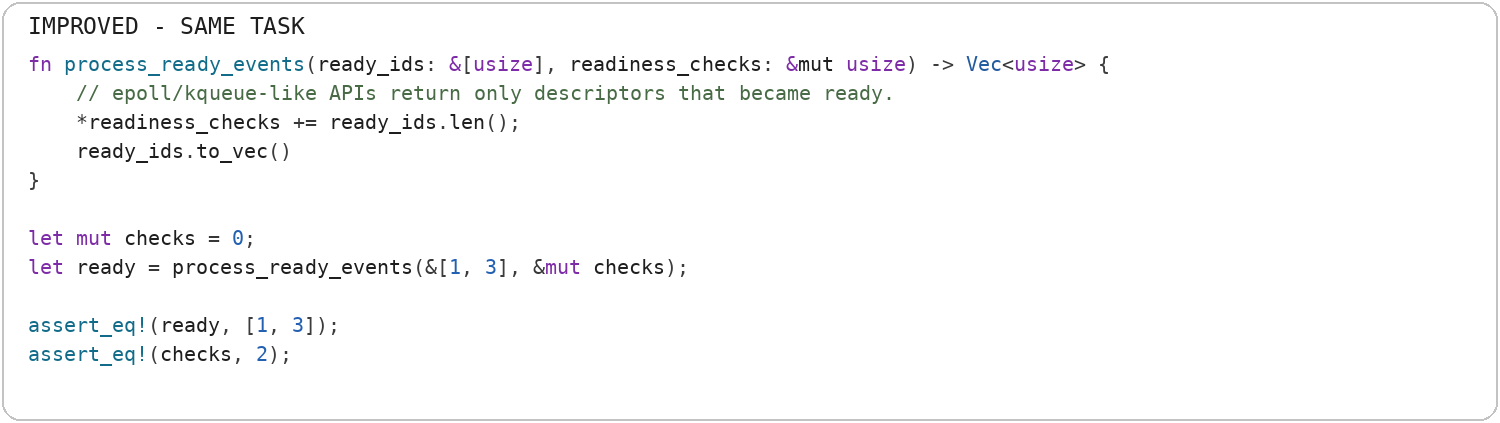 IMPROVED - SAME TASK
fn process_ready_events(ready_ids: &[usize], readiness_checks: &mut usize) -> Vec<usize> {
    // epoll/kqueue-like APIs return only descriptors that became ready.
    *readiness_checks += ready_ids.len();
    ready_ids.to_vec()
}
let mut checks = 0;
let ready = process_ready_events(&[1, 3], &mut checks);
assert_eq!(ready, [1, 3]);
assert_eq!(checks, 2);